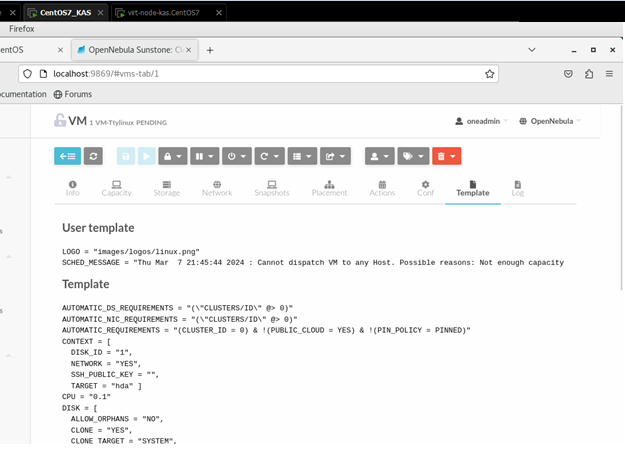 CentOS7_KAS
virt-node-kas.CentOS7
Firefox
entOS
OpenNebula Sunstone: C
localhost:9869/#vms-tab/1
ocumentation
Forums
VM 1 VM-Ttylinux PENDING
oneadmin
OpenNebula
Info
Capacity
Storage
Network
Snapshots
Placement
Actions
Conf
Template
Log
User template
LOGO = "images/logos/linux.png"
SCHED_MESSAGE = "Thu Mar  7 21:45:44 2024 : Cannot dispatch VM to any Host. Possible reasons: Not enough capacity
Template
AUTOMATIC_DS_REQUIREMENTS = "(\"CLUSTERS/ID\" @> 0)"
AUTOMATIC_NIC_REQUIREMENTS = "(\"CLUSTERS/ID\" @> 0)"
AUTOMATIC_REQUIREMENTS = "(CLUSTER_ID = 0) & !(PUBLIC_CLOUD = YES) & !(PIN_POLICY = PINNED)"
CONTEXT = [
  DISK_ID = "1",
  NETWORK = "YES",
  SSH_PUBLIC_KEY = "",
  TARGET = "hda" ]
CPU = "0.1"
DISK = [
  ALLOW_ORPHANS = "NO",
  CLONE = "YES",
  CLONE_TARGET = "SYSTEM",